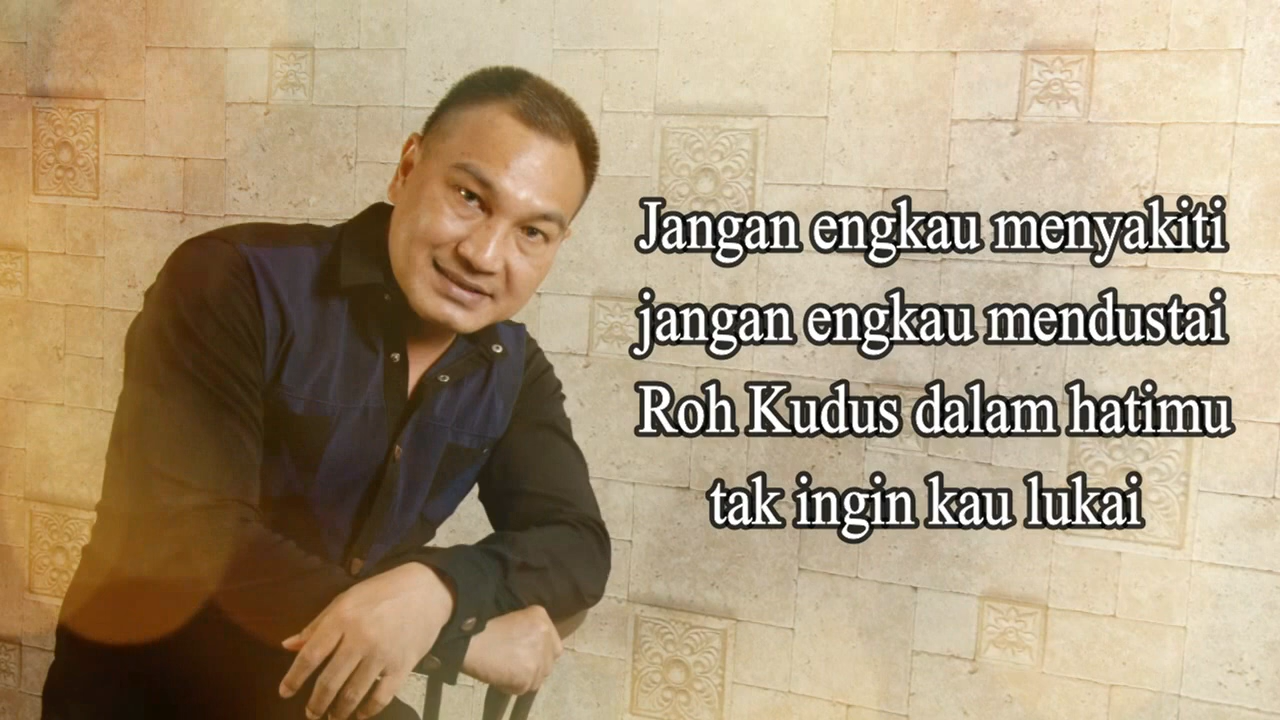 Jangan engkau menyakiti
jangan engkau mendustai
Roh Kudus dalam hatimu
tak ingin kau lukai